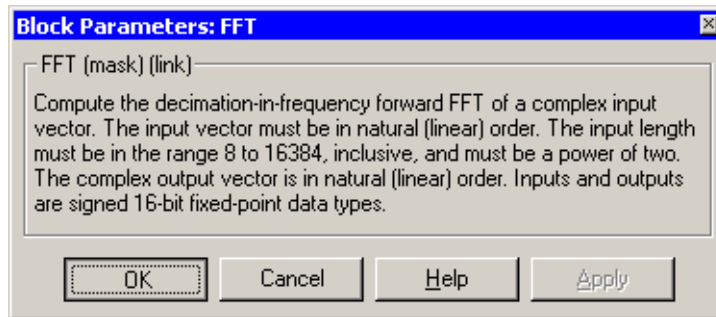 Block Parameters: FFT
FFT (mask) (link)
Compute the decimation-in-frequency forward FFT of a complex input
vector. The input vector must be in natural (linear) order. The input length
must be in the range 8 to 16384, inclusive, and must be a power of two.
The complex output vector is in natural (linear) order. Inputs and outputs
are signed 16-bit fixed-point data types.
OK Cancel Help Apply